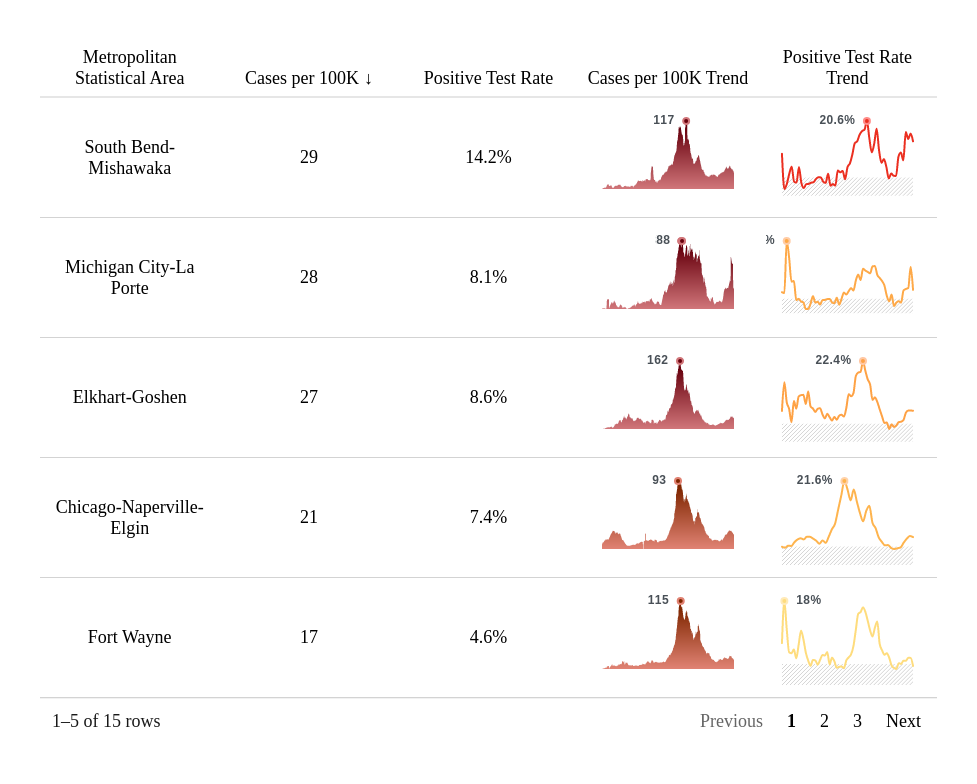 Metropolitan
Statistical Area
Cases per 100K ↓
Positive Test Rate
Cases per 100K Trend
Positive Test Rate
Trend
South Bend-
Mishawaka
29
14.2%
117
20.6%
Michigan City-La
Porte
28
8.1%
88
%
Elkhart-Goshen
27
8.6%
162
22.4%
Chicago-Naperville-
Elgin
21
7.4%
93
21.6%
Fort Wayne
17
4.6%
115
18%
1–5 of 15 rows
Previous 1 2 3 Next